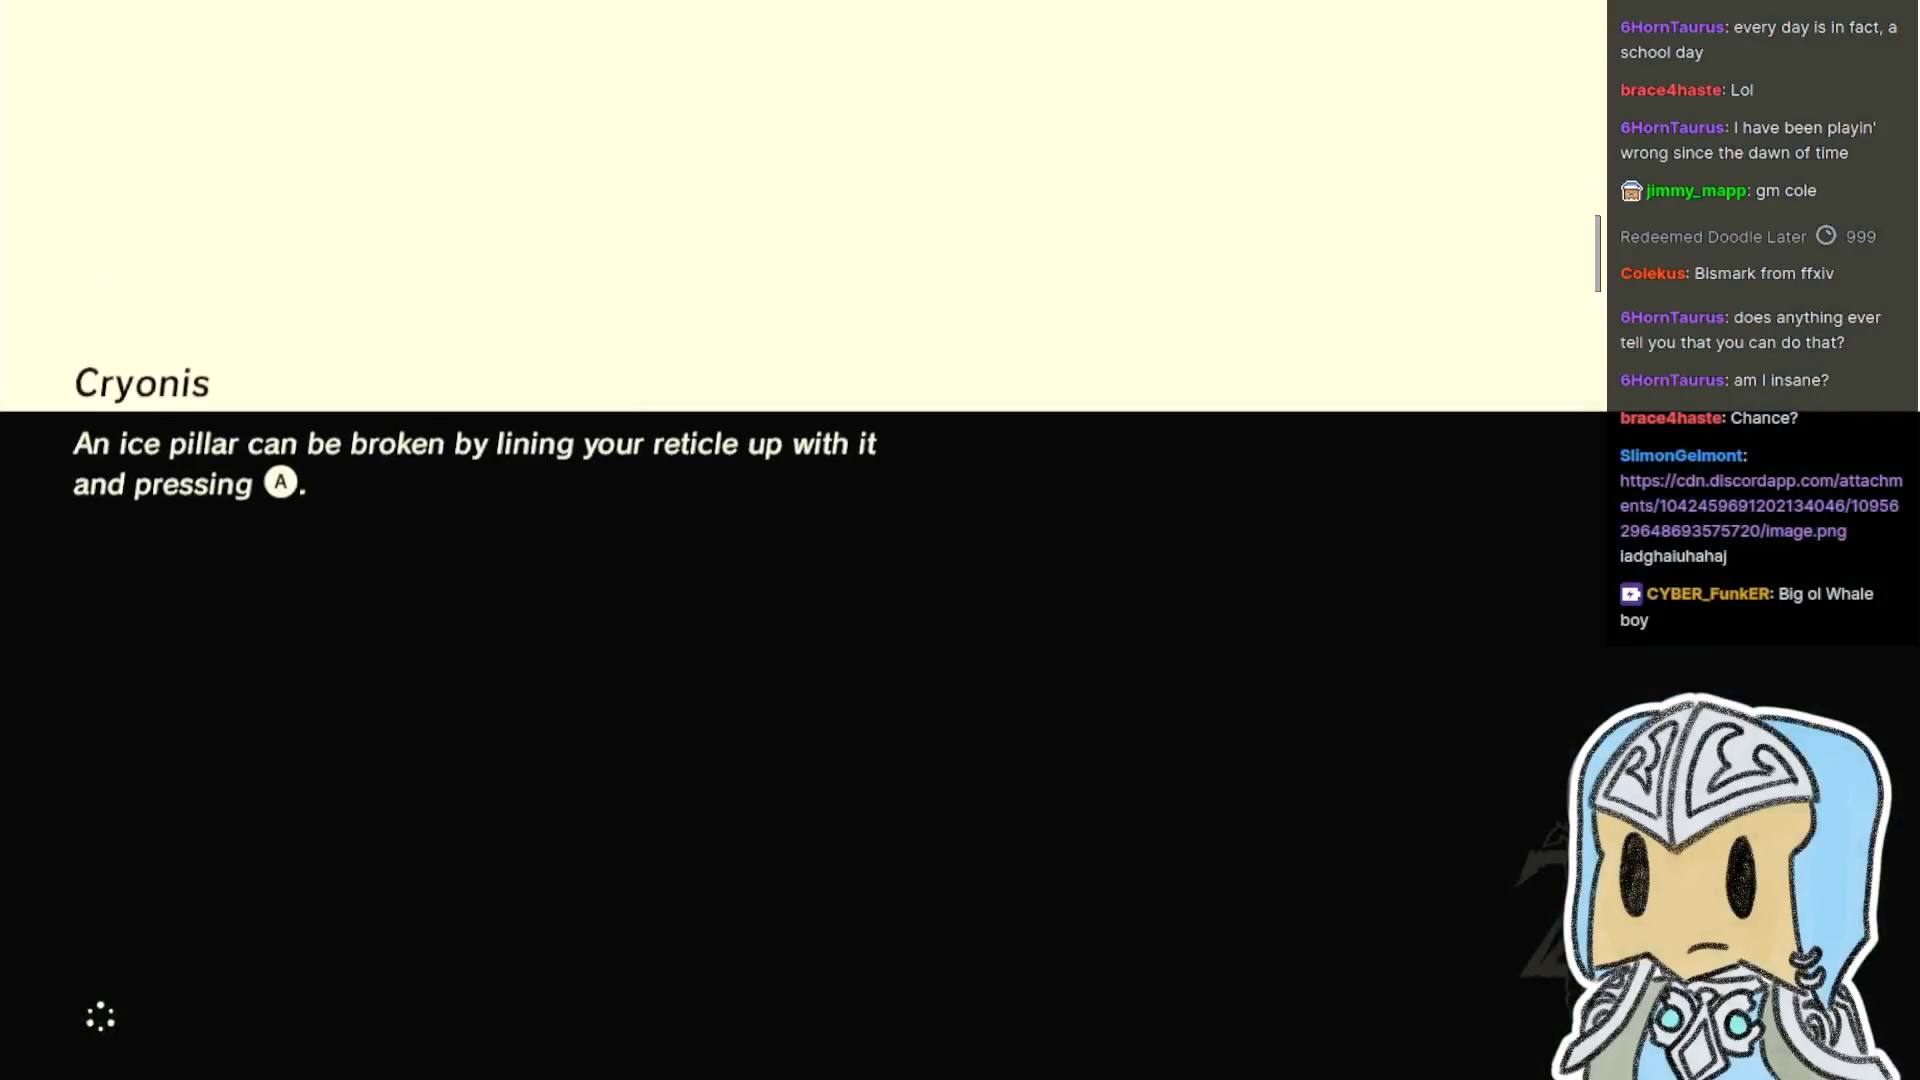 Cryonis
An ice pillar can be broken by lining your reticle up with it
and pressing A.
6HornTaurus: every day is in fact, a
school day
brace4haste: Lol
6HornTaurus: I have been playin'
wrong since the dawn of time
jimmy_mapp: gm cole
Redeemed Doodle Later 999
Colekus: Bismark from ffxiv
6HornTaurus: does anything ever
tell you that you can do that?
6HornTaurus: am I insane?
brace4haste: Chance?
SlimonGelmont:
https://cdn.discordapp.com/attachm
ents/1042459691202134046/10956
29648693575720/image.png
iadghaiuhahaj
CYBER_FunkER: Big ol Whale
boy